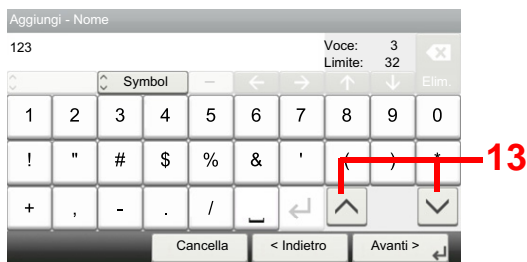 Aggiungi - Nome
123 Voce: 3
Limite: 32
Symbol Elim.
1 2 3 4 5 6 7 8 9 0
! " # $ % & ' ( ) *
13
+ , - . /
Cancella < Indietro Avanti >